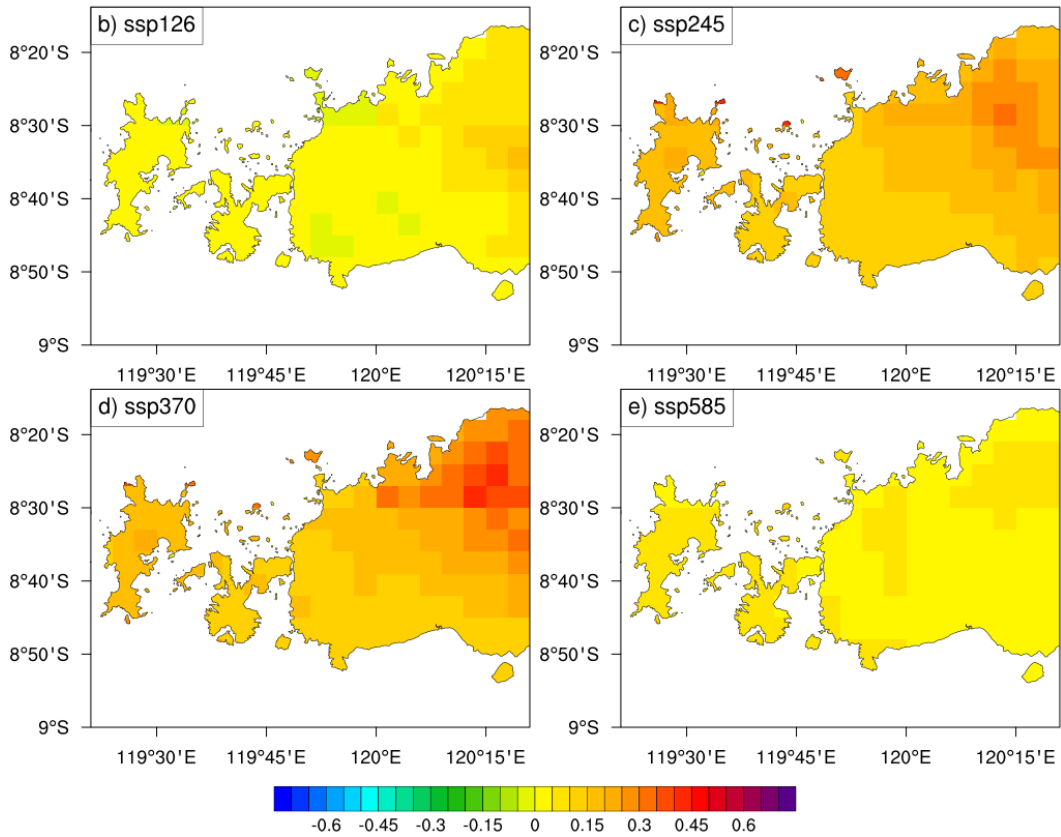 b) ssp126
c) ssp245
8°20'S
8°20'S
8°30'S
8°30'S
8°40'S
8°40'S
8°50'S
8°50'S
9°S
9°S
119°30'E 119°45'E 120°E 120°15'E
119°30'E 119°45'E 120°E 120°15'E
d) ssp370
e) ssp585
8°20'S
8°20'S
8°30'S
8°30'S
8°40'S
8°40'S
8°50'S
8°50'S
9°S
9°S
119°30'E 119°45'E 120°E 120°15'E
119°30'E 119°45'E 120°E 120°15'E
-0.6 -0.45 -0.3 -0.15 0 0.15 0.3 0.45 0.6